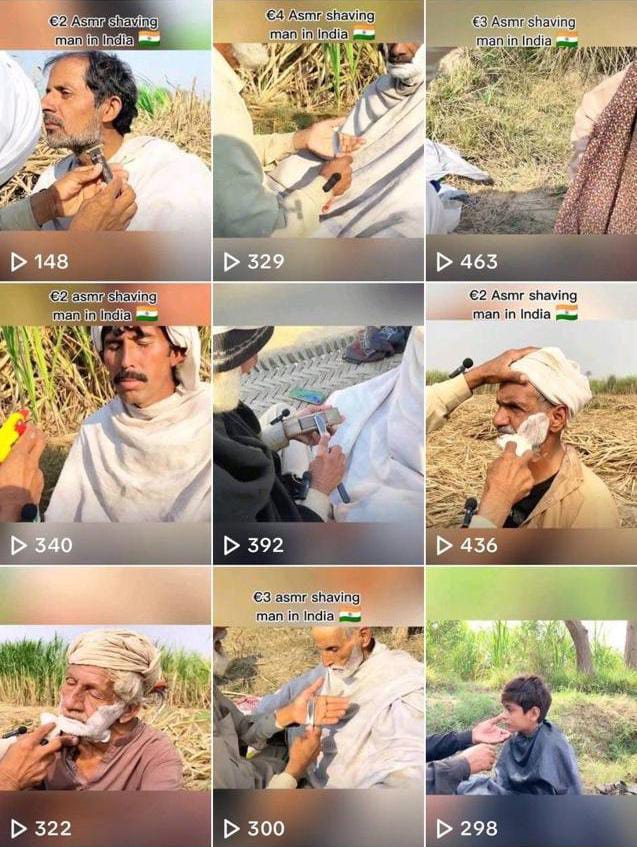 €2 Asmr shaving
man in India 🇮🇳
148
€4 Asmr shaving
man in India 🇮🇳
329
€3 Asmr shaving
man in India 🇮🇳
463
€2 asmr shaving
man in India 🇮🇳
340
392
€2 Asmr shaving
man in India 🇮🇳
436
322
€3 asmr shaving
man in India 🇮🇳
300
298